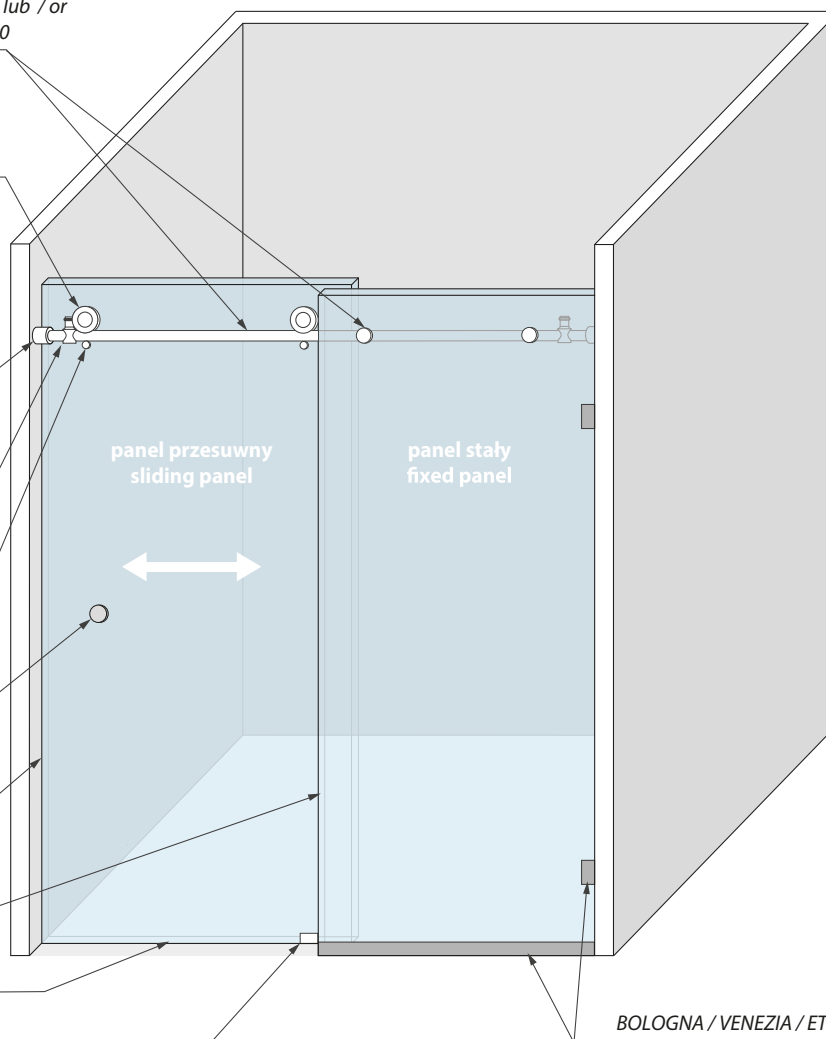 lub / or
0
panel przesuwny
sliding panel
panel stały
fixed panel
BOLOGNA / VENEZIA / ET